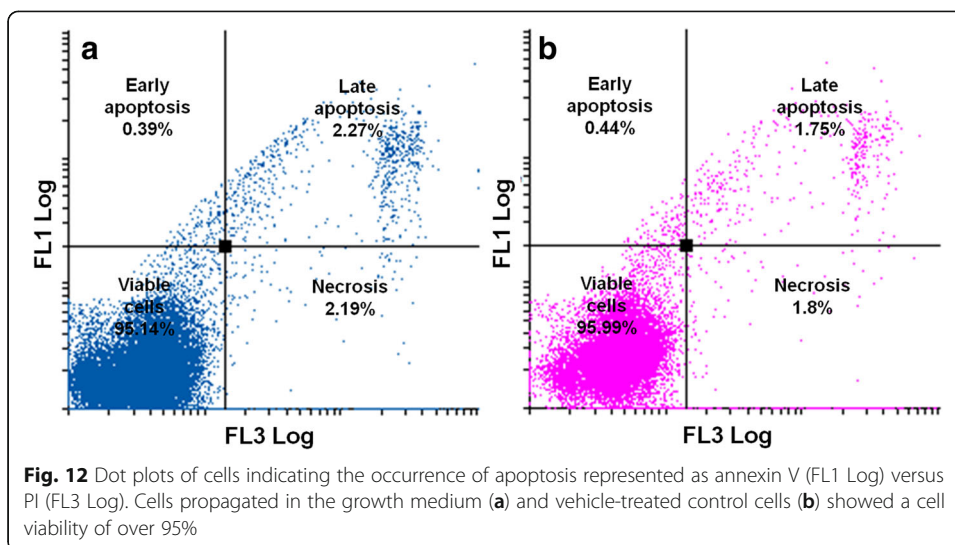 a
Early
apoptosis
0.39%
Late
apoptosis
2.27%
Viable
cells
95.14%
Necrosis
2.19%
FL1 Log
FL3 Log
b
Early
apoptosis
0.44%
Late
apoptosis
1.75%
Viable
cells
95.99%
Necrosis
1.8%
FL1 Log
FL3 Log
Fig. 12 Dot plots of cells indicating the occurrence of apoptosis represented as annexin V (FL1 Log) versus
PI (FL3 Log). Cells propagated in the growth medium (a) and vehicle-treated control cells (b) showed a cell
viability of over 95%